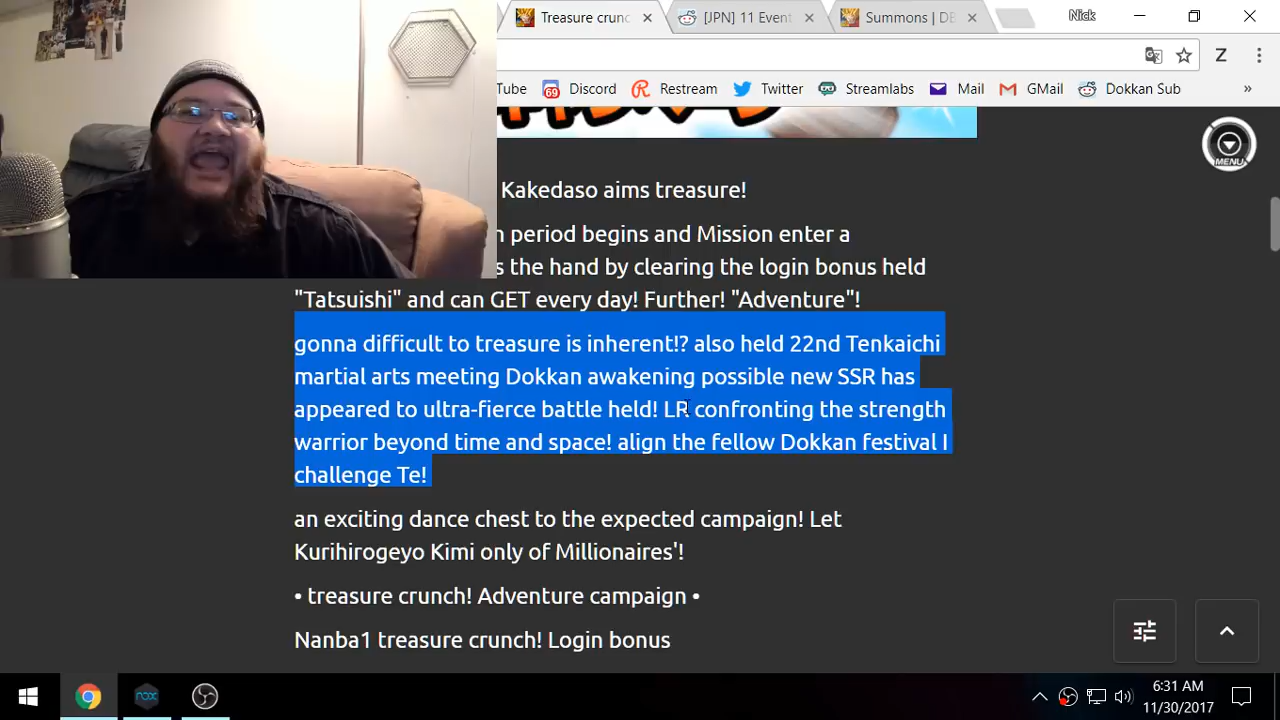 Treasure crunc
[JPN] 11 Event
Summons | DB
Nick
Z
Tube
69
Discord
Restream
Twitter
Streamlabs
Mail
GMail
Dokkan Sub
»
MENU
Kakedaso aims treasure!
period begins and Mission enter a
s the hand by clearing the login bonus held
"Tatsuishi" and can GET every day! Further! "Adventure"!
gonna difficult to treasure is inherent!? also held 22nd Tenkaichi
martial arts meeting Dokkan awakening possible new SSR has
appeared to ultra-fierce battle held! LR confronting the strength
warrior beyond time and space! align the fellow Dokkan festival I
challenge Te!
an exciting dance chest to the expected campaign! Let
Kurihirogeyo Kimi only of Millionaires'!
• treasure crunch! Adventure campaign •
Nanba1 treasure crunch! Login bonus
nox
6:31 AM
11/30/2017